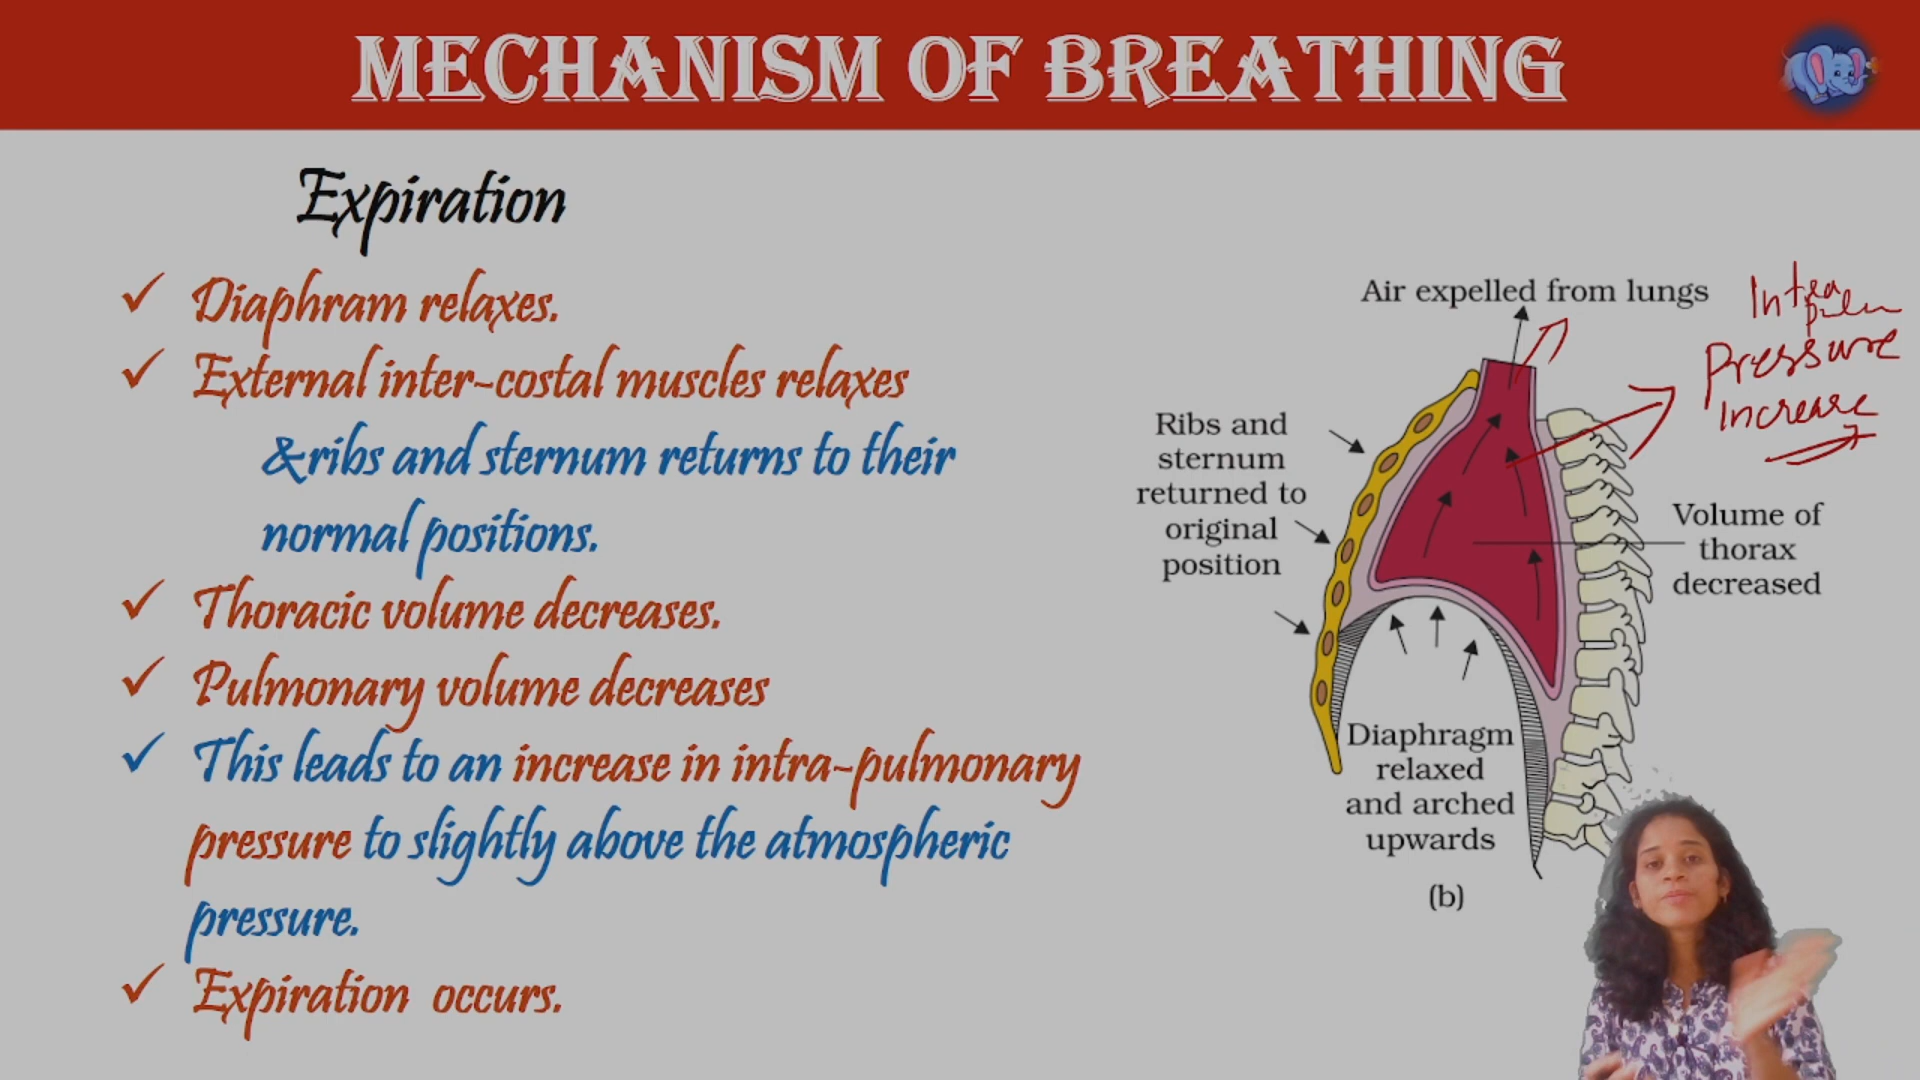 MECHANISM OF BREATHING
Expiration
✓ Diaphram relaxes.
✓ External inter-costal muscles relaxes
&ribs and sternum returns to their
normal positions.
✓ Thoracic volume decreases.
✓ Pulmonary volume decreases
✓ This leads to an increase in intra-pulmonary
pressure to slightly above the atmospheric
pressure.
✓ Expiration occurs.
Air expelled from lungs
Intra
pulm
Pressure
Increase
Ribs and
sternum
returned to
original
position
Volume of
thorax
decreased
Diaphragm
relaxed
and arched
upwards
(b)